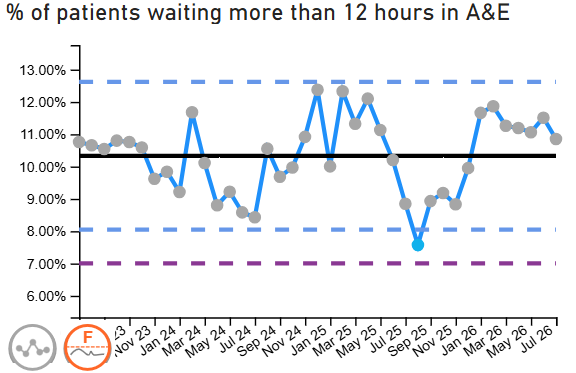 % of patients waiting more than 12 hours in A&E
13.00%
12.00%
11.00%
10.00%
9.00%
8.00%
7.00%
6.00%
F
23
Nov 23
Jan 24
Mar 24
May 24
Jul 24
Sep 24
Nov 24
Jan 25
Mar 25
May 25
Jul 25
Sep 25
Nov 25
Jan 26
Mar 26
May 26
Jul 26